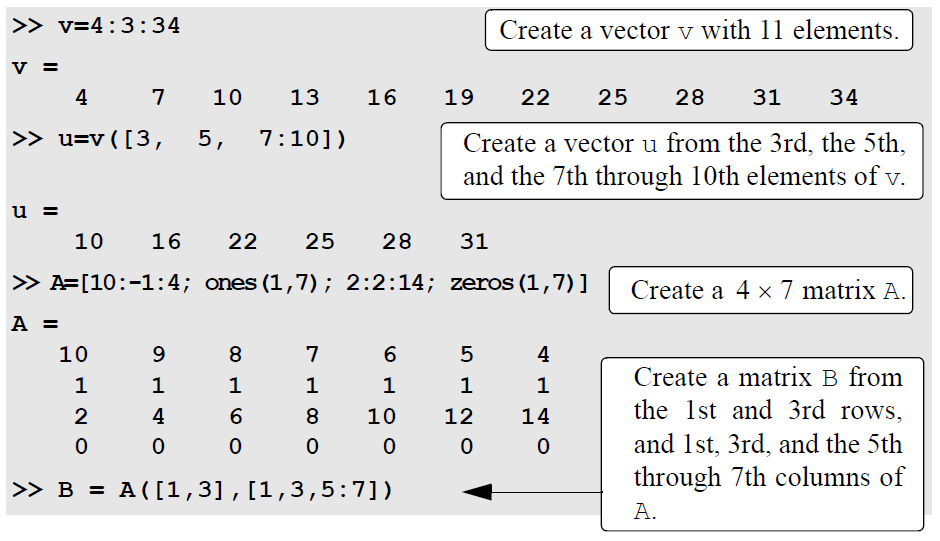 >> v=4:3:34
Create a vector v with 11 elements.
v =
4 7 10 13 16 19 22 25 28 31 34
>> u=v([3, 5, 7:10])
Create a vector u from the 3rd, the 5th,
and the 7th through 10th elements of v.
u =
10 16 22 25 28 31
>> A=[10:-1:4; ones(1,7); 2:2:14; zeros(1,7)]
Create a 4 × 7 matrix A.
A =
10 9 8 7 6 5 4
1 1 1 1 1 1 1
2 4 6 8 10 12 14
0 0 0 0 0 0 0
>> B = A([1,3],[1,3,5:7])
Create a matrix B from
the 1st and 3rd rows,
and 1st, 3rd, and the 5th
through 7th columns of
A.